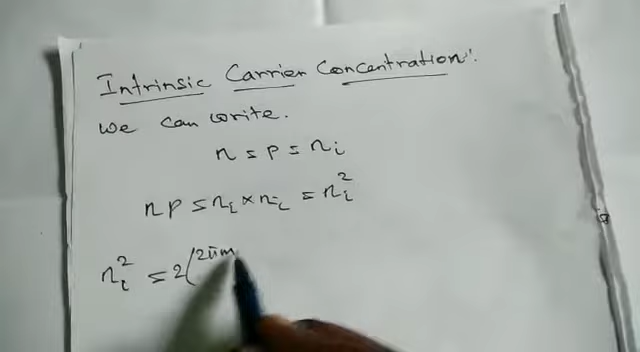 Intrinsic Carrier Concentration:
We can write.
n = p = nᵢ
np = nᵢ × nᵢ = nᵢ²
nᵢ² = 2(2πm